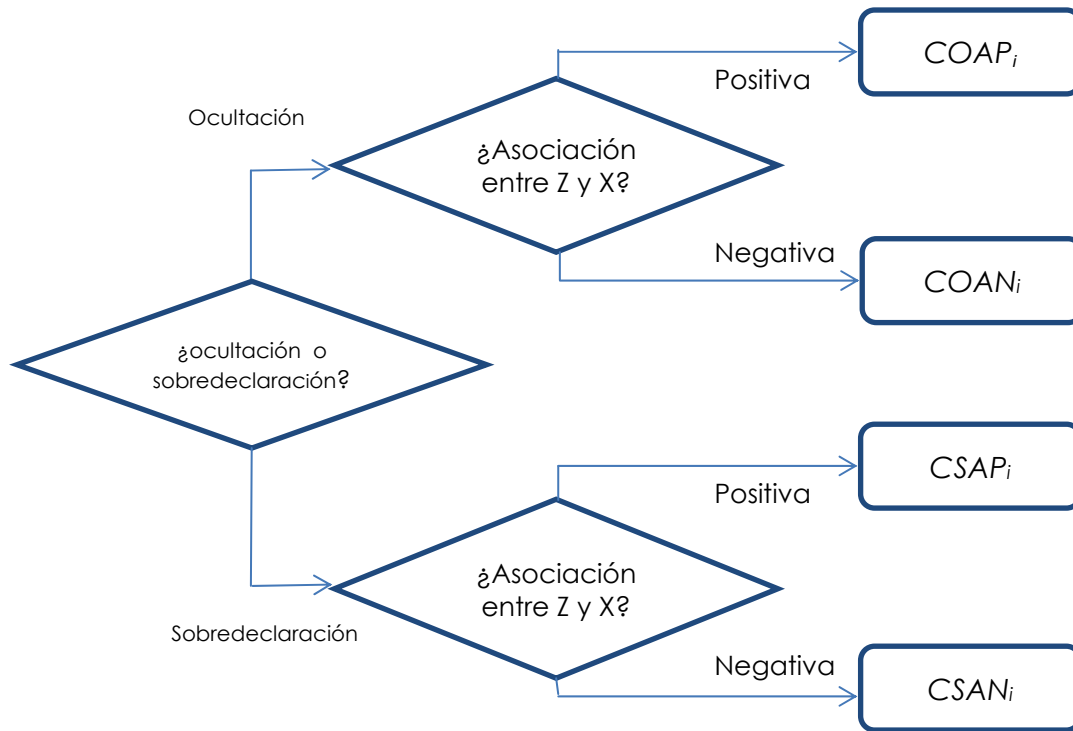 COAPi
Positiva
Ocultación
¿Asociación
entre Z y X?
Negativa
COANi
¿ocultación o
sobredeclaración?
CSAPi
Positiva
¿Asociación
entre Z y X?
Sobredeclaración
Negativa
CSANi